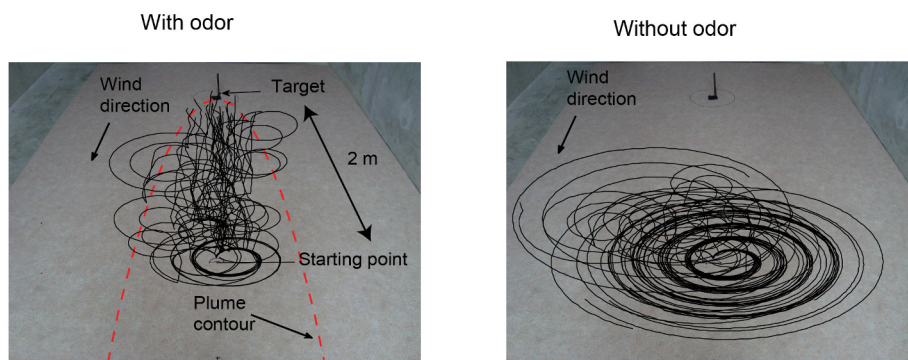 With odor
Wind
direction
Target
2 m
Starting point
Plume
contour
Without odor
Wind
direction